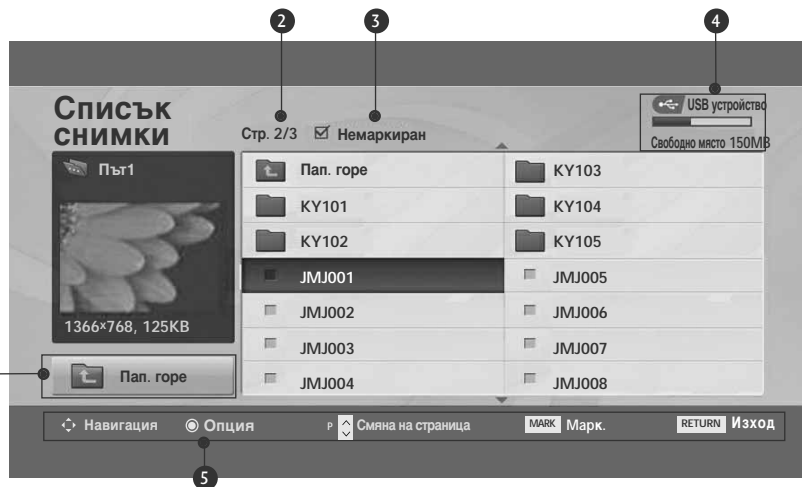 2 3 4
Списък
снимки
Стр. 2/3 Немаркиран
USB устройство
Свободно място 150MB
Път1
1366x768, 125KB
Пап. горе
Пап. горе
KY101
KY102
JMJ001
JMJ002
JMJ003
JMJ004
KY103
KY104
KY105
JMJ005
JMJ006
JMJ007
JMJ008
Навигация Опция P Смяна на страница MARK Марк. RETURN Изход
5